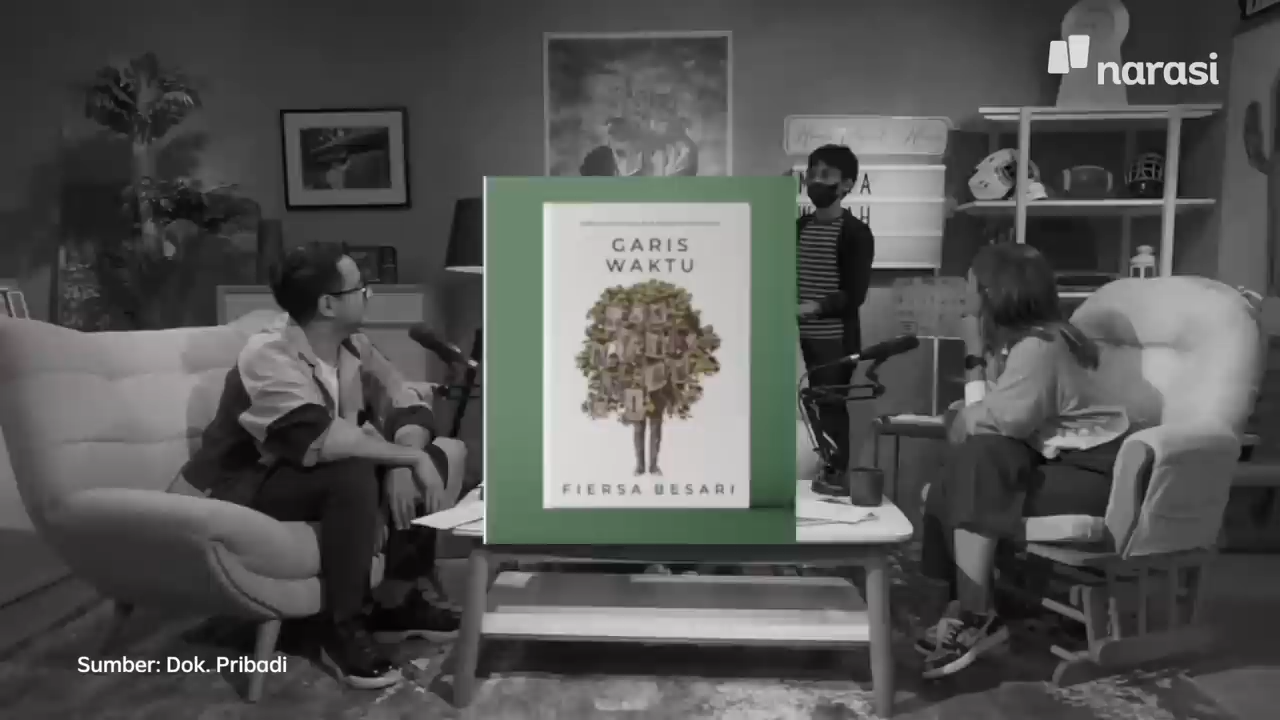 narasi
GARIS
WAKTU
FIERSA BESARI
Sumber: Dok. Pribadi